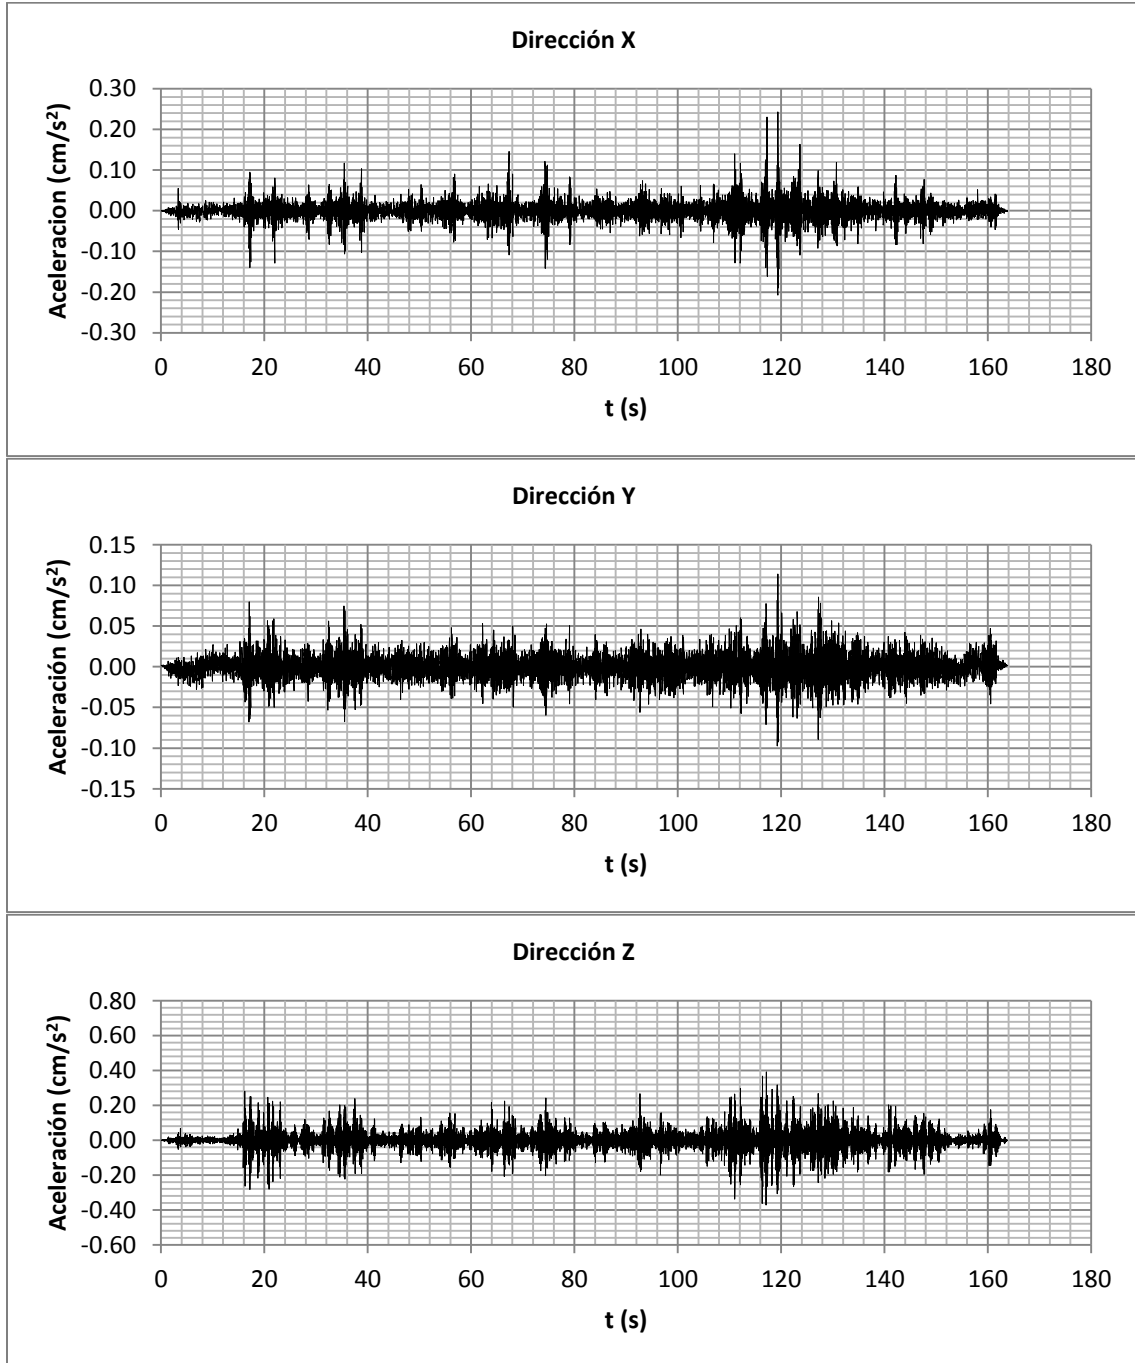 Dirección X
Aceleracion (cm/s²)
0.30
0.20
0.10
0.00
-0.10
-0.20
-0.30
0 20 40 60 80 100 120 140 160 180
t (s)
Dirección Y
Aceleración (cm/s²)
0.15
0.10
0.05
0.00
-0.05
-0.10
-0.15
0 20 40 60 80 100 120 140 160 180
t (s)
Dirección Z
Aceleración (cm/s²)
0.80
0.60
0.40
0.20
0.00
-0.20
-0.40
-0.60
0 20 40 60 80 100 120 140 160 180
t (s)